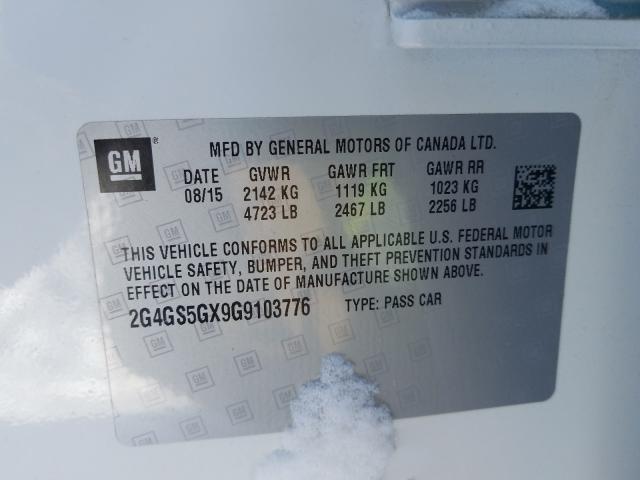 GM ®
MFD BY GENERAL MOTORS OF CANADA LTD.
DATE GVWR GAWR FRT GAWR RR
08/15 2142 KG 1119 KG 1023 KG
4723 LB 2467 LB 2256 LB
THIS VEHICLE CONFORMS TO ALL APPLICABLE U.S. FEDERAL MOTOR
VEHICLE SAFETY, BUMPER, AND THEFT PREVENTION STANDARDS IN
EFFECT ON THE DATE OF MANUFACTURE SHOWN ABOVE.
2G4GS5GX9G9103776 TYPE: PASS CAR